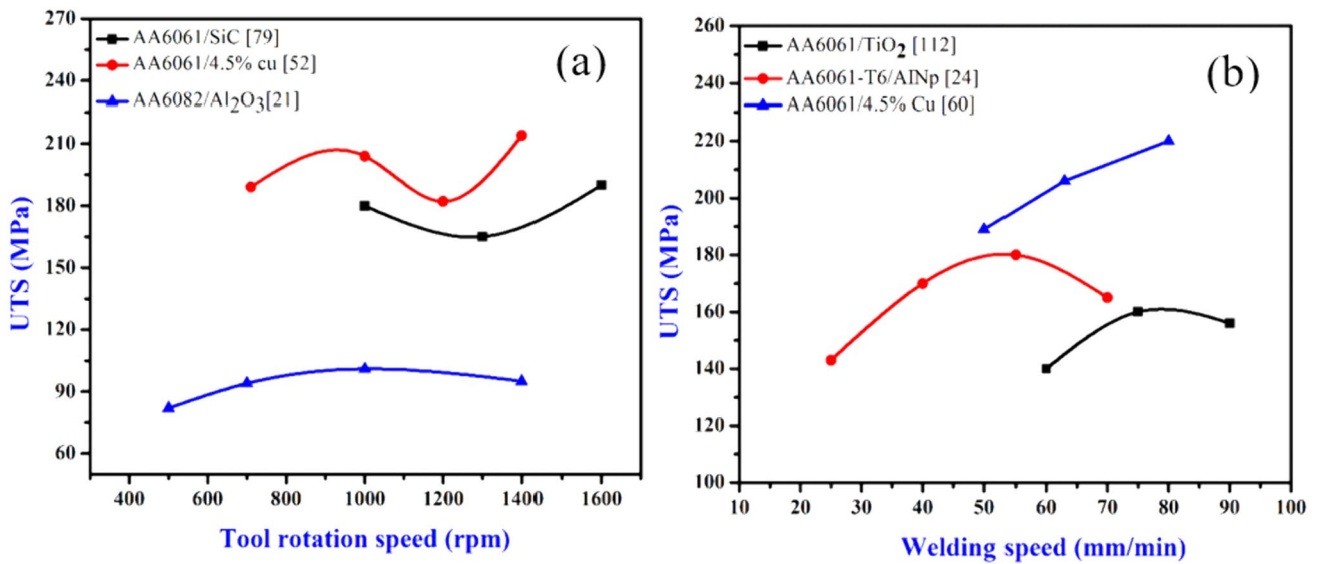 270
240
210
180
150
120
90
60
UTS (MPa)
AA6061/SiC [79]
AA6061/4.5% cu [52]
AA6082/Al2O3[21]
(a)
400 600 800 1000 1200 1400 1600
Tool rotation speed (rpm)
260
240
220
200
180
160
140
120
100
UTS (MPa)
AA6061/TiO2 [112]
AA6061-T6/AlNp [24]
AA6061/4.5% Cu [60]
(b)
10 20 30 40 50 60 70 80 90 100
Welding speed (mm/min)